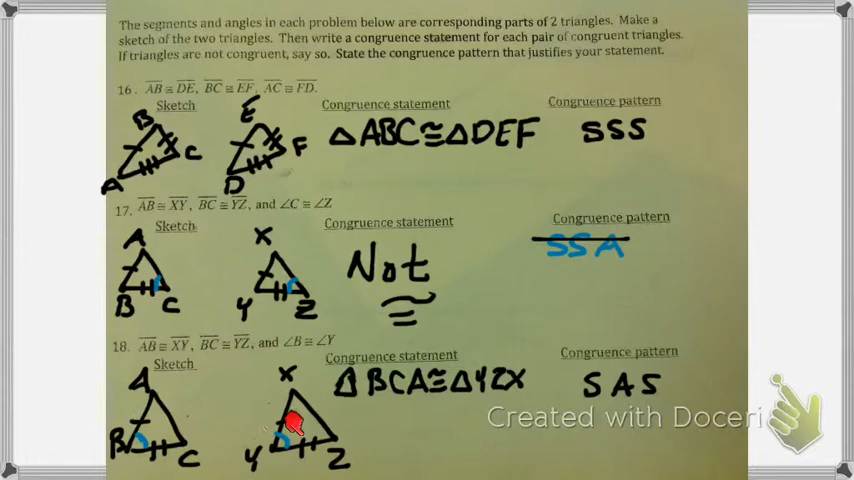 The segments and angles in each problem below are corresponding parts of 2 triangles. Make a
sketch of the two triangles. Then write a congruence statement for each pair of congruent triangles.
If triangles are not congruent, say so. State the congruence pattern that justifies your statement.
16. AB ≅ DE, BC ≅ EF, AC ≅ FD.
Sketch Congruence statement Congruence pattern
B E
△ABC≅△DEF SSS
C F
A D
17. AB ≅ XY, BC ≅ YZ, and ∠C ≅ ∠Z
Sketch Congruence statement Congruence pattern
A X
Not SSA
B C Y Z
≅
18. AB ≅ XY, BC ≅ YZ, and ∠B ≅ ∠Y
Sketch Congruence statement Congruence pattern
A X
△BCA≅△YZX SAS
Created with Doceri
B C Y Z